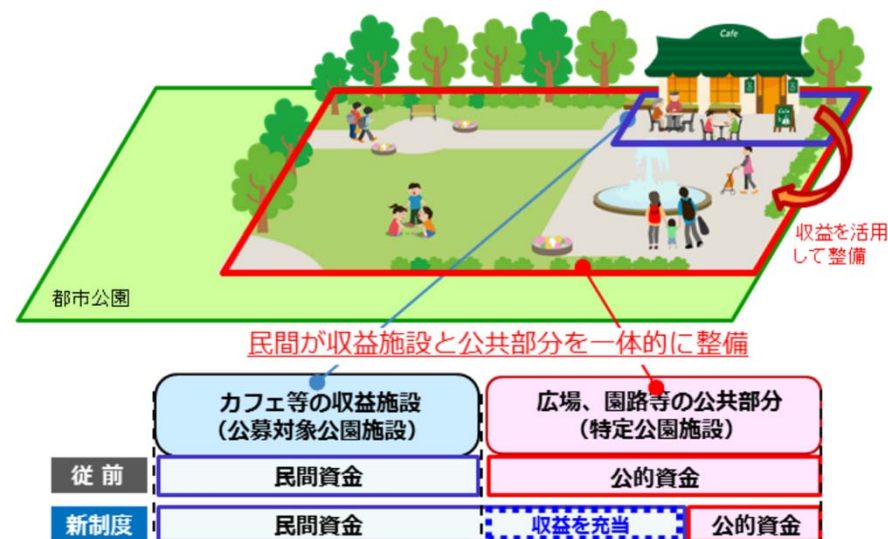 Cafe
収益を活用
して整備
都市公園
民間が収益施設と公共部分を一体的に整備
カフェ等の収益施設
(公募対象公園施設)
広場、園路等の公共部分
(特定公園施設)
従前
民間資金
公的資金
新制度
民間資金
収益を充当
公的資金